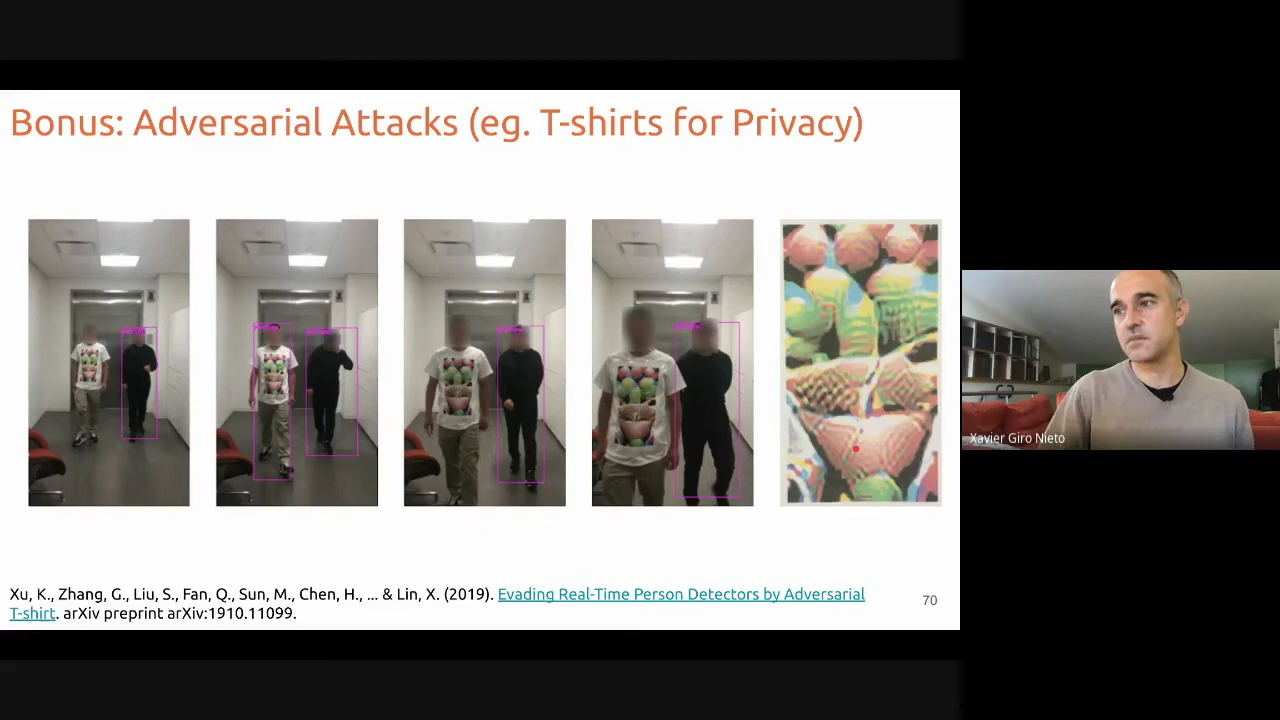 Bonus: Adversarial Attacks (eg. T-shirts for Privacy)
Xavier Giro Nieto
Xu, K., Zhang, G., Liu, S., Fan, Q., Sun, M., Chen, H., ... & Lin, X. (2019). Evading Real-Time Person Detectors by Adversarial
T-shirt. arXiv preprint arXiv:1910.11099.
70